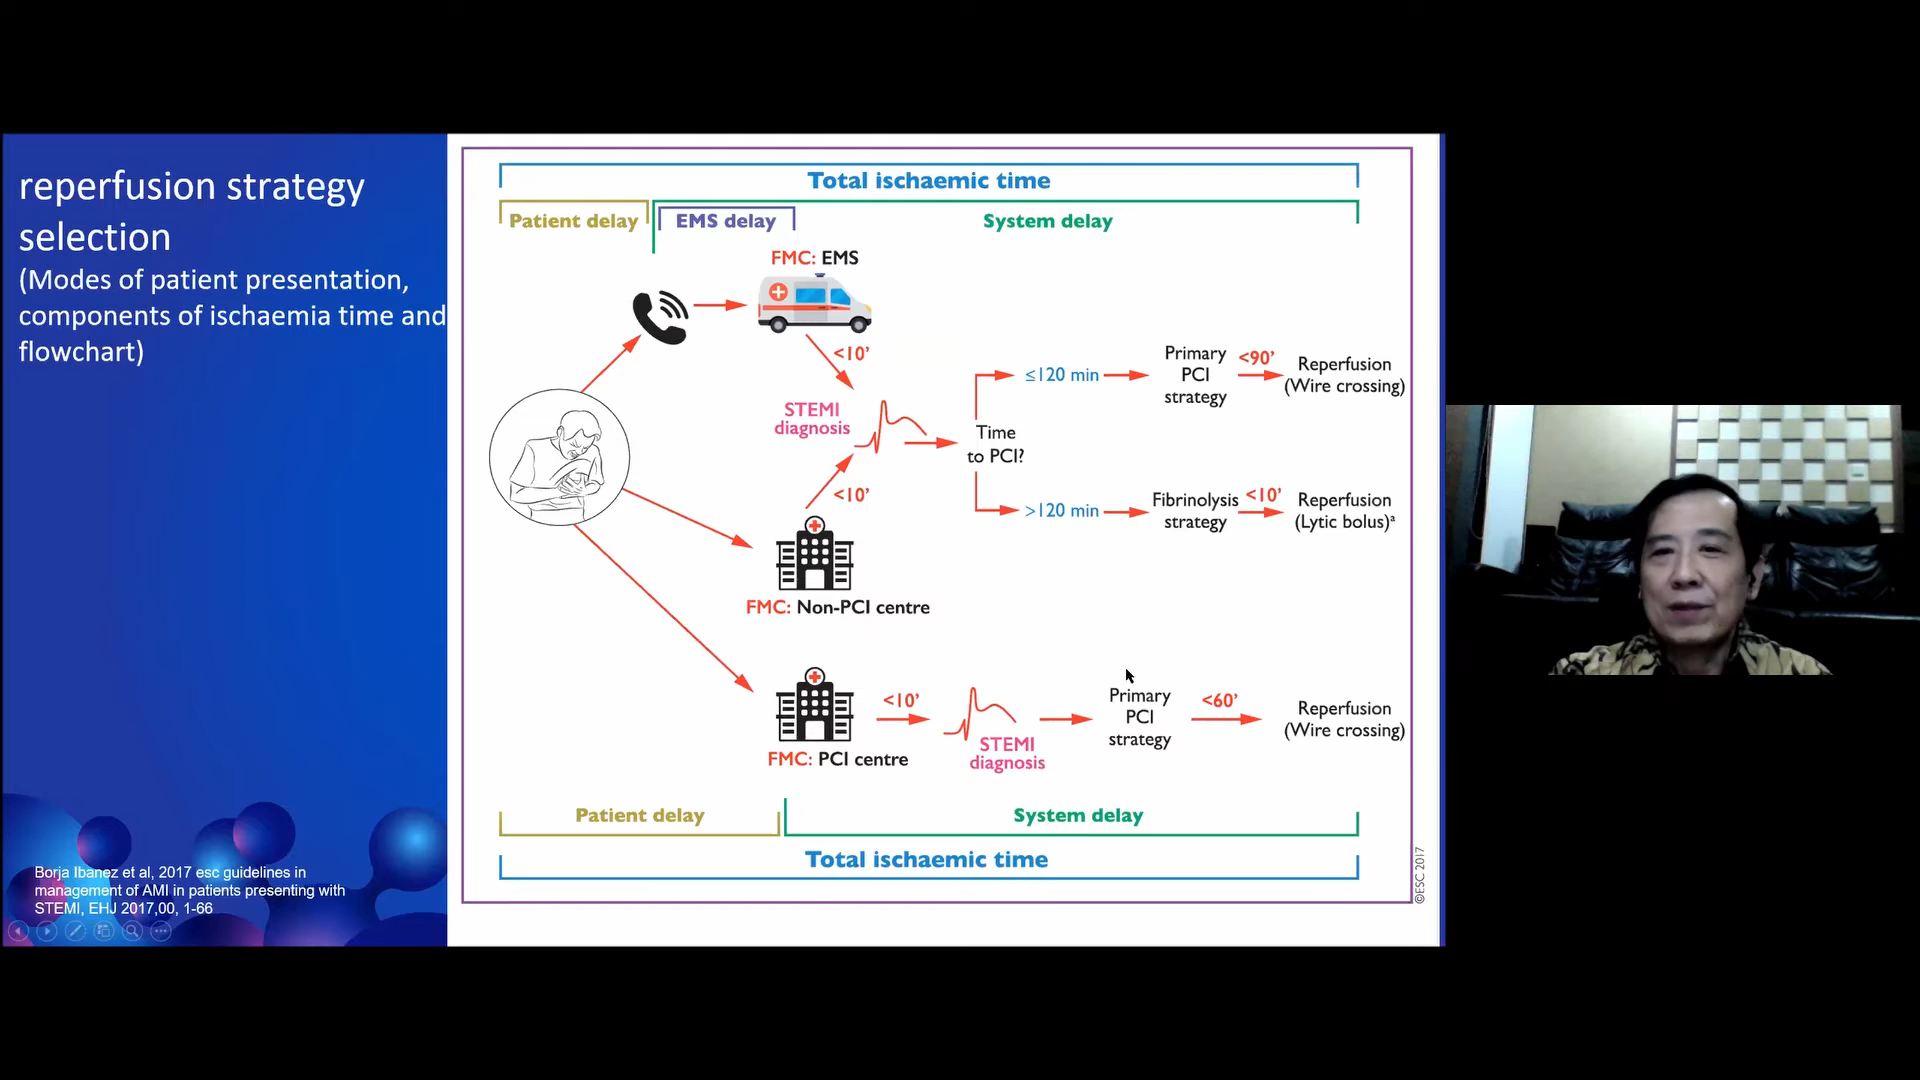 reperfusion strategy
selection
(Modes of patient presentation,
components of ischaemia time and
flowchart)
Borja Ibanez et al, 2017 esc guidelines in
management of AMI in patients presenting with
STEMI, EHJ 2017,00, 1-66
Total ischaemic time
Patient delay
EMS delay
System delay
FMC: EMS
<10’
STEMI
diagnosis
<10’
FMC: Non-PCI centre
Time
to PCI?
≤120 min
Primary
PCI
strategy
<90’
Reperfusion
(Wire crossing)
>120 min
Fibrinolysis
strategy
<10’
Reperfusion
(Lytic bolus)ᵃ
FMC: PCI centre
<10’
STEMI
diagnosis
Primary
PCI
strategy
<60’
Reperfusion
(Wire crossing)
Patient delay
System delay
Total ischaemic time
©ESC 2017